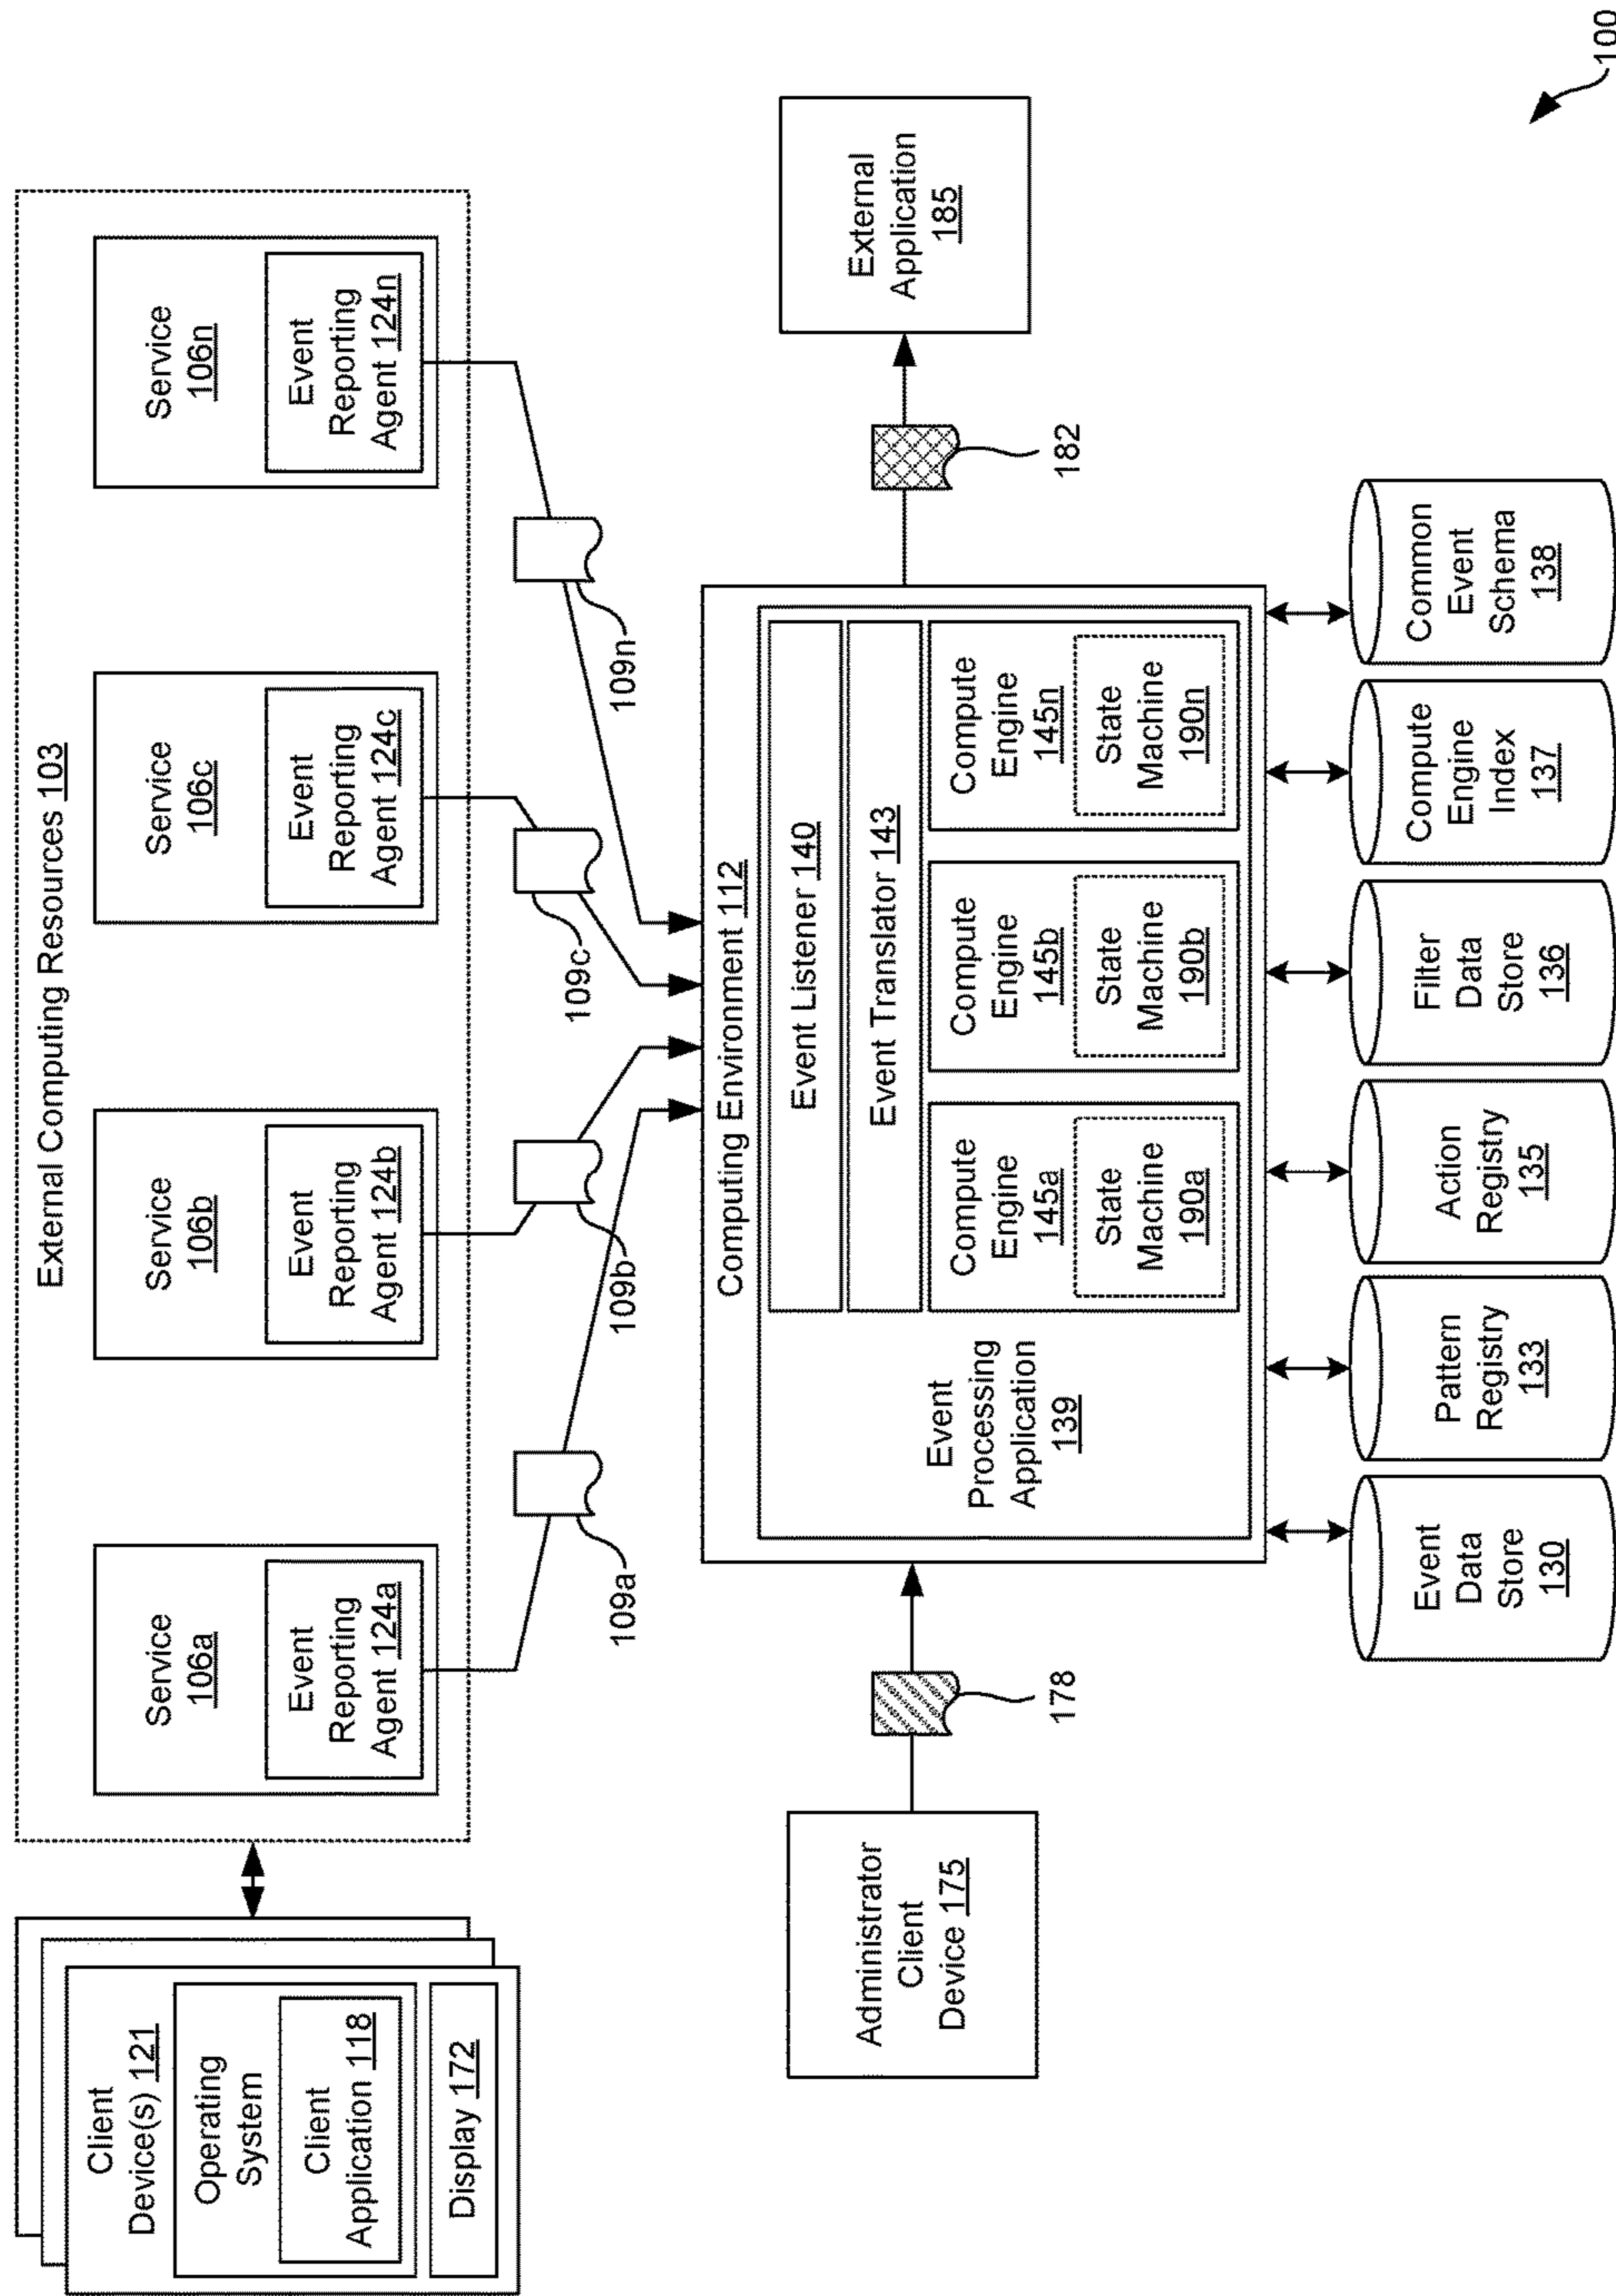 Client
Device(s) 121
Operating
System
Client
Application 118
Display 172
External Computing Resources 103
Service
106a
Event
Reporting
Agent 124a
Service
106b
Event
Reporting
Agent 124b
Service
106c
Event
Reporting
Agent 124c
Service
106n
Event
Reporting
Agent 124n
109a
109b
109c
109n
Administrator
Client
Device 175
178
Computing Environment 112
Event
Processing
Application
139
Event Listener 140
Event Translator 143
Compute
Engine
145a
State
Machine
190a
Compute
Engine
145b
State
Machine
190b
Compute
Engine
145n
State
Machine
190n
182
External
Application
185
Event
Data
Store
130
Pattern
Registry
133
Action
Registry
135
Filter
Data
Store
136
Compute
Engine
Index
137
Common
Event
Schema
138
100